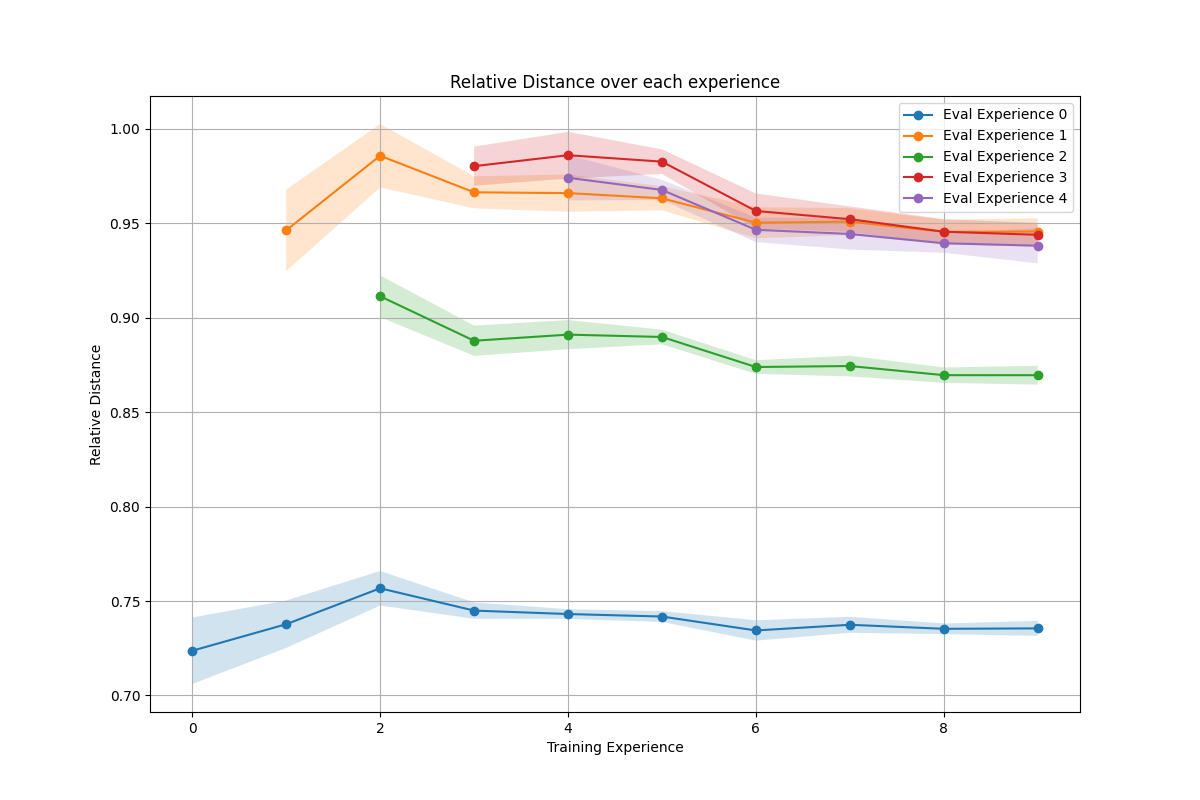 Relative Distance over each experience
Eval Experience 0
Eval Experience 1
Eval Experience 2
Eval Experience 3
Eval Experience 4
Relative Distance
1.00
0.95
0.90
0.85
0.80
0.75
0.70
0 2 4 6 8
Training Experience